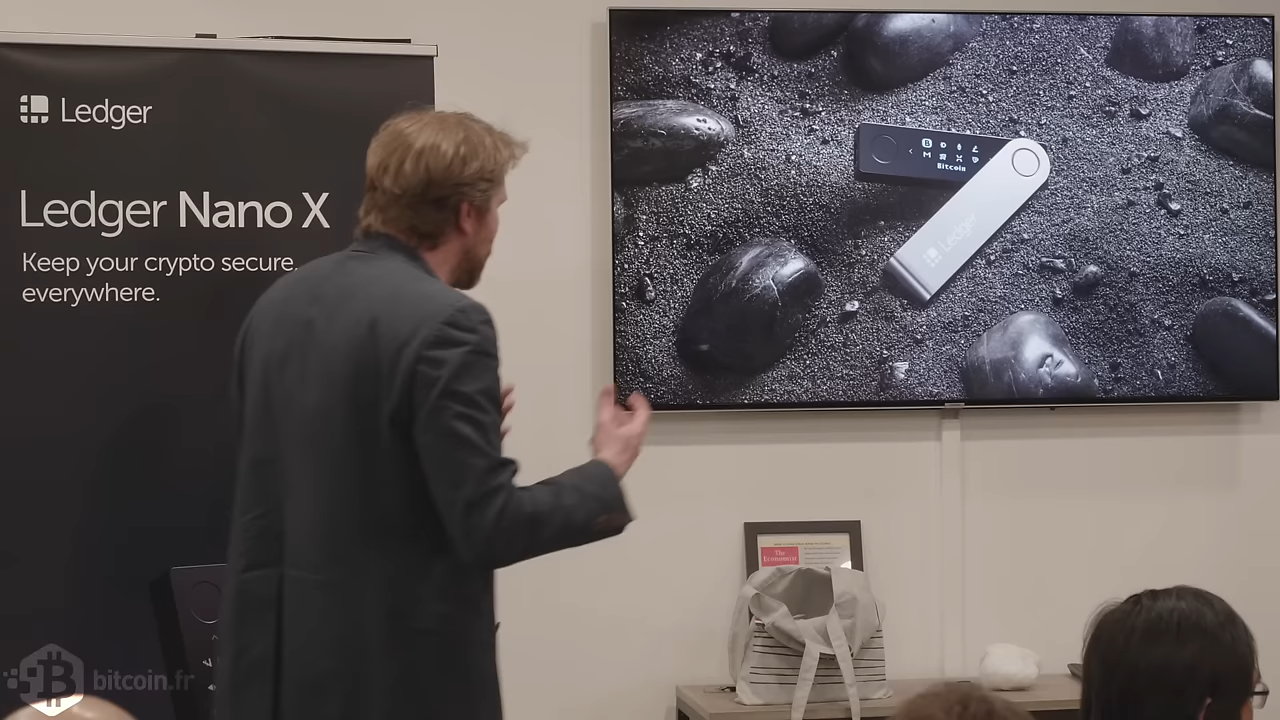 Ledger
Ledger Nano X
Keep your crypto secure.
everywhere.
Bitcoin
Ledger
The
Economist
bitcoin.fr